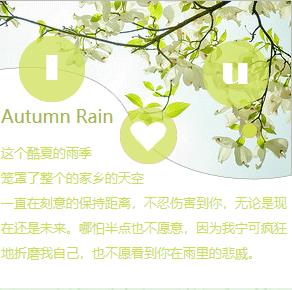 I
u
Autumn Rain
这个酷夏的雨季
笼罩了整个的家乡的天空
一直在刻意的保持距离，不忍伤害到你，无论是现
在还是未来。哪怕半点也不愿意，因为我宁可疯狂
地折磨我自己，也不愿看到你在雨里的悲戚。